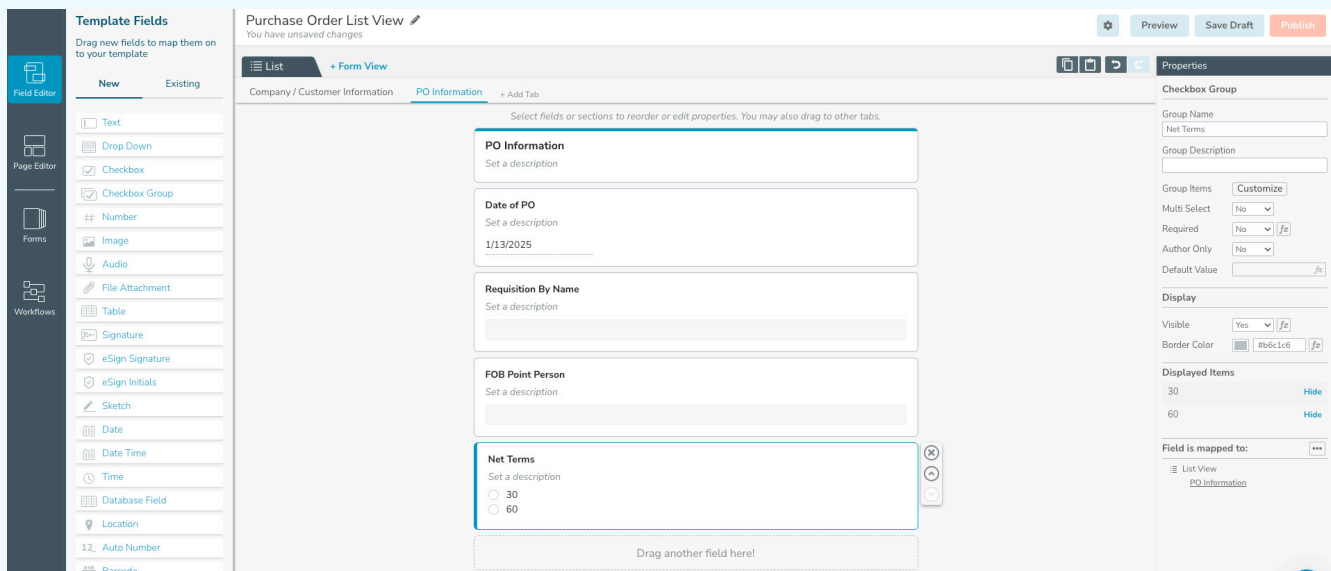 Field Editor
Page Editor
Forms
Workflows
Template Fields
Drag new fields to map them on
to your template
New
Existing
Text
Drop Down
Checkbox
Checkbox Group
Number
Image
Audio
File Attachment
Table
Signature
eSign Signature
eSign Initials
Sketch
Date
Date Time
Time
Database Field
Location
12_ Auto Number
Barcode
Purchase Order List View
You have unsaved changes
Preview
Save Draft
Publish
List
+ Form View
Company / Customer Information
PO Information
+ Add Tab
Select fields or sections to reorder or edit properties. You may also drag to other tabs.
PO Information
Set a description
Date of PO
Set a description
1/13/2025
Requisition By Name
Set a description
FOB Point Person
Set a description
Net Terms
Set a description
30
60
Drag another field here!
Properties
Checkbox Group
Group Name
Net Terms
Group Description
Group Items Customize
Multi Select No
Required No fx
Author Only No
Default Value fx
Display
Visible Yes fx
Border Color #b6c1c6 fx
Displayed Items
30 Hide
60 Hide
Field is mapped to:
List View
PO Information